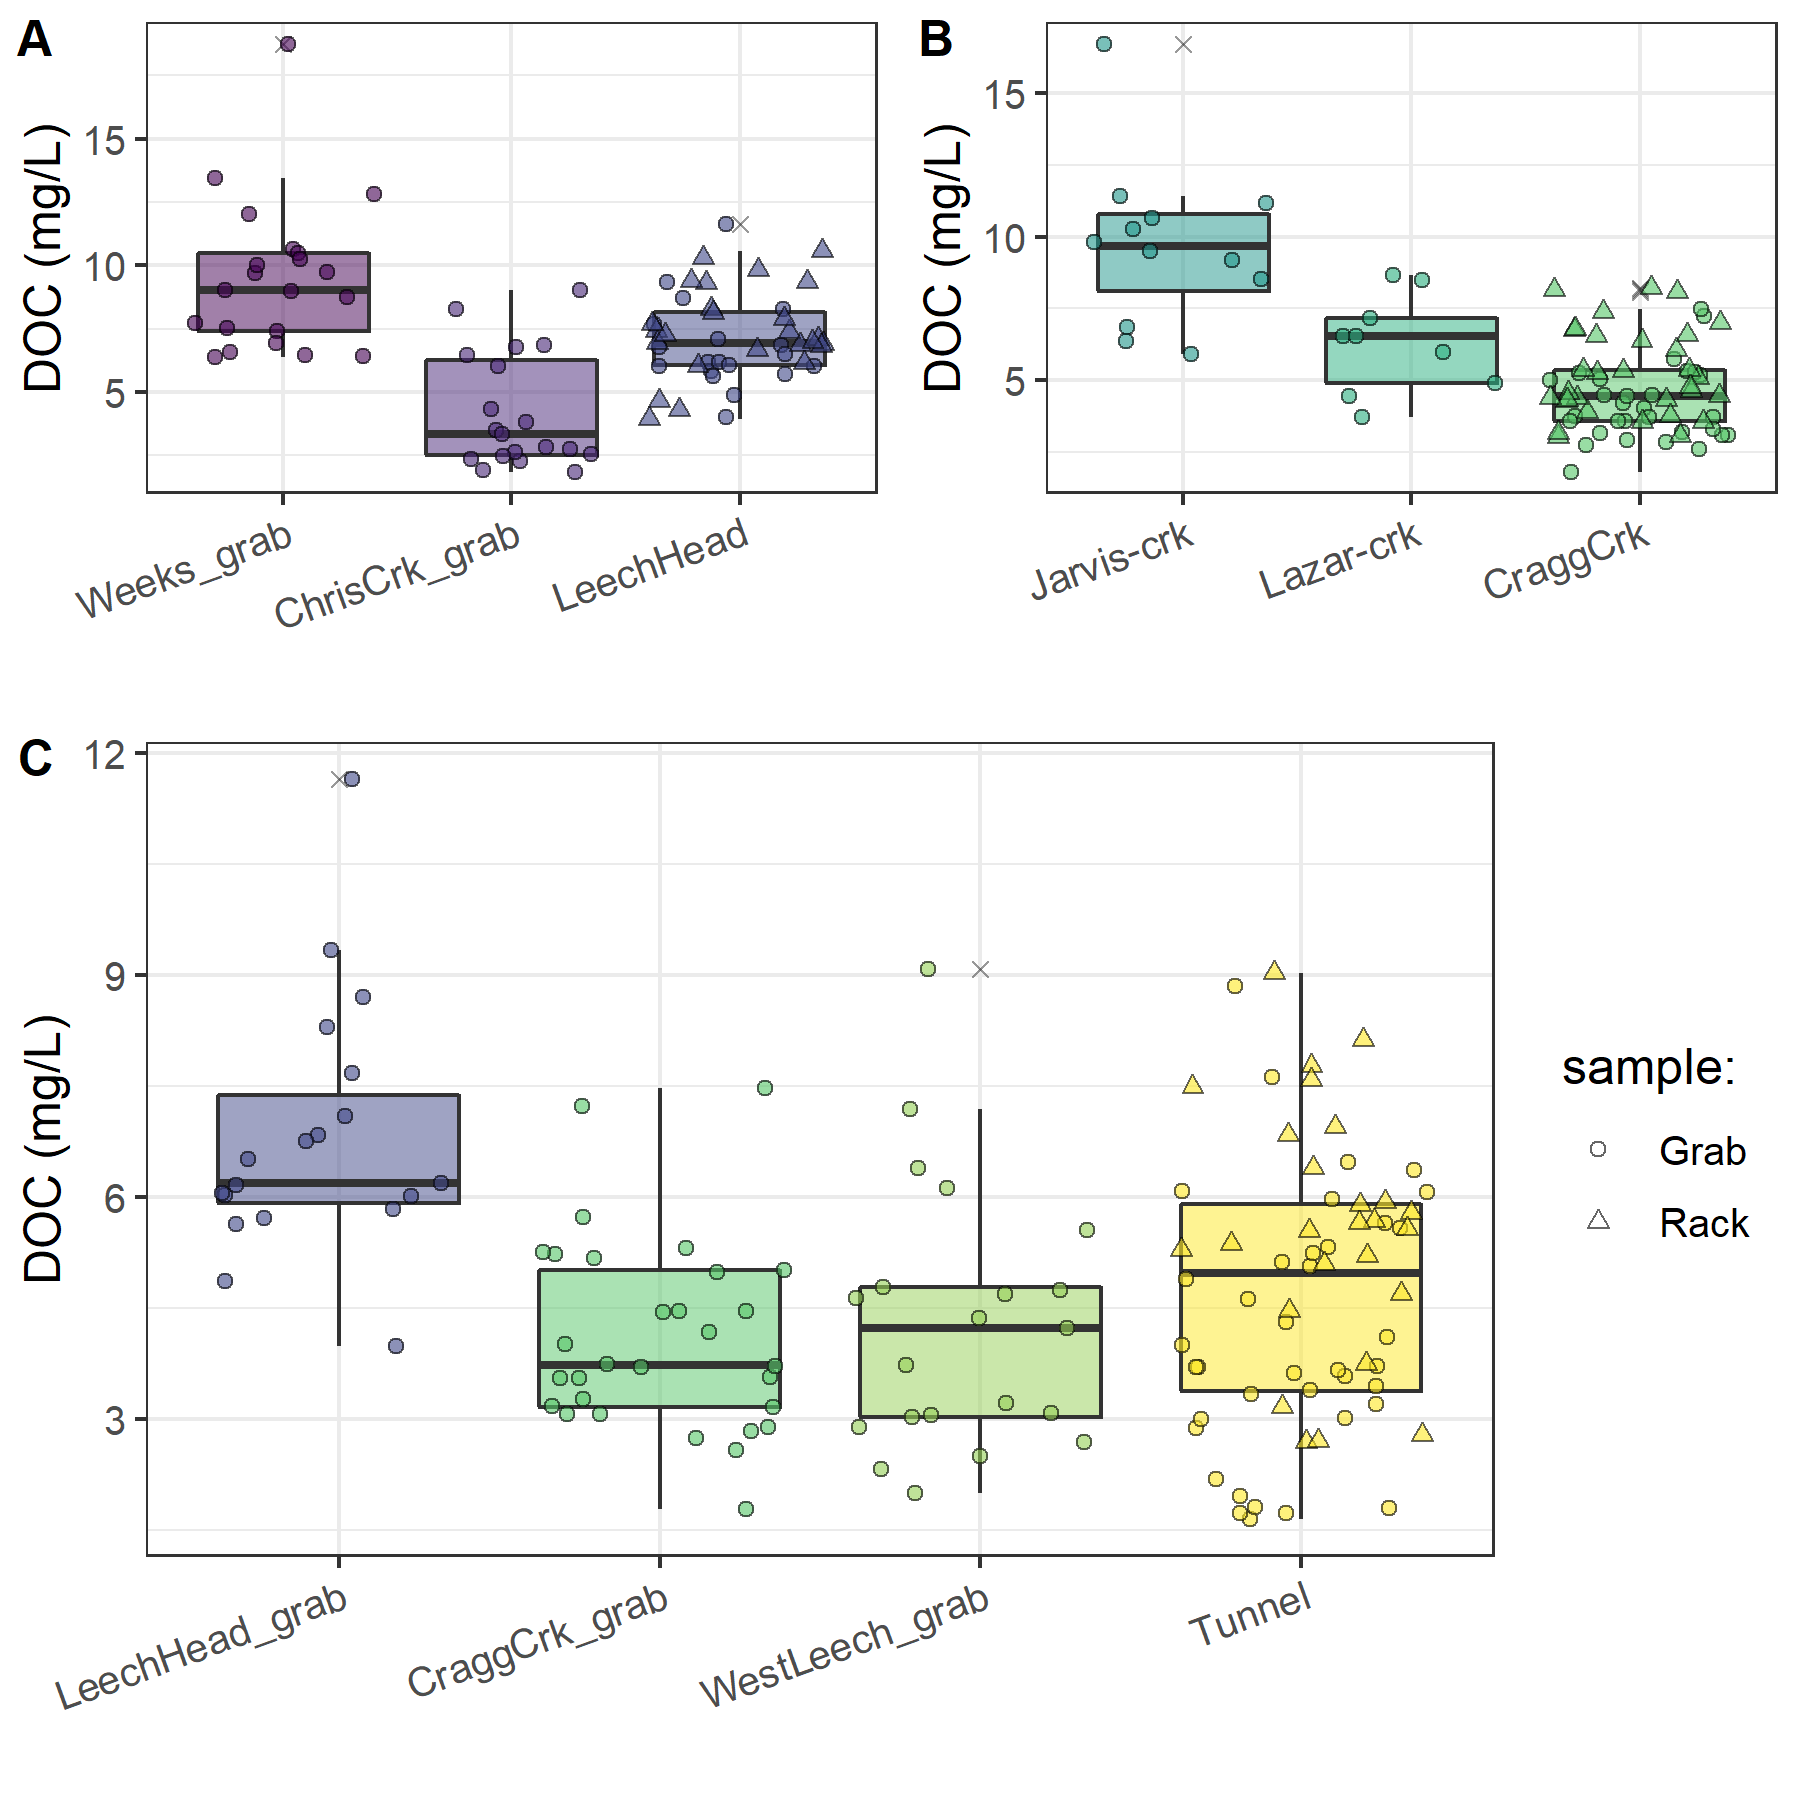 A
DOC (mg/L)
15
10
5
Weeks_grab
ChrisCrk_grab
LeechHead
B
DOC (mg/L)
15
10
5
Jarvis-crk
Lazar-crk
CraggCrk
C
DOC (mg/L)
12
9
6
3
LeechHead_grab
CraggCrk_grab
WestLeech_grab
Tunnel
sample:
Grab
Rack